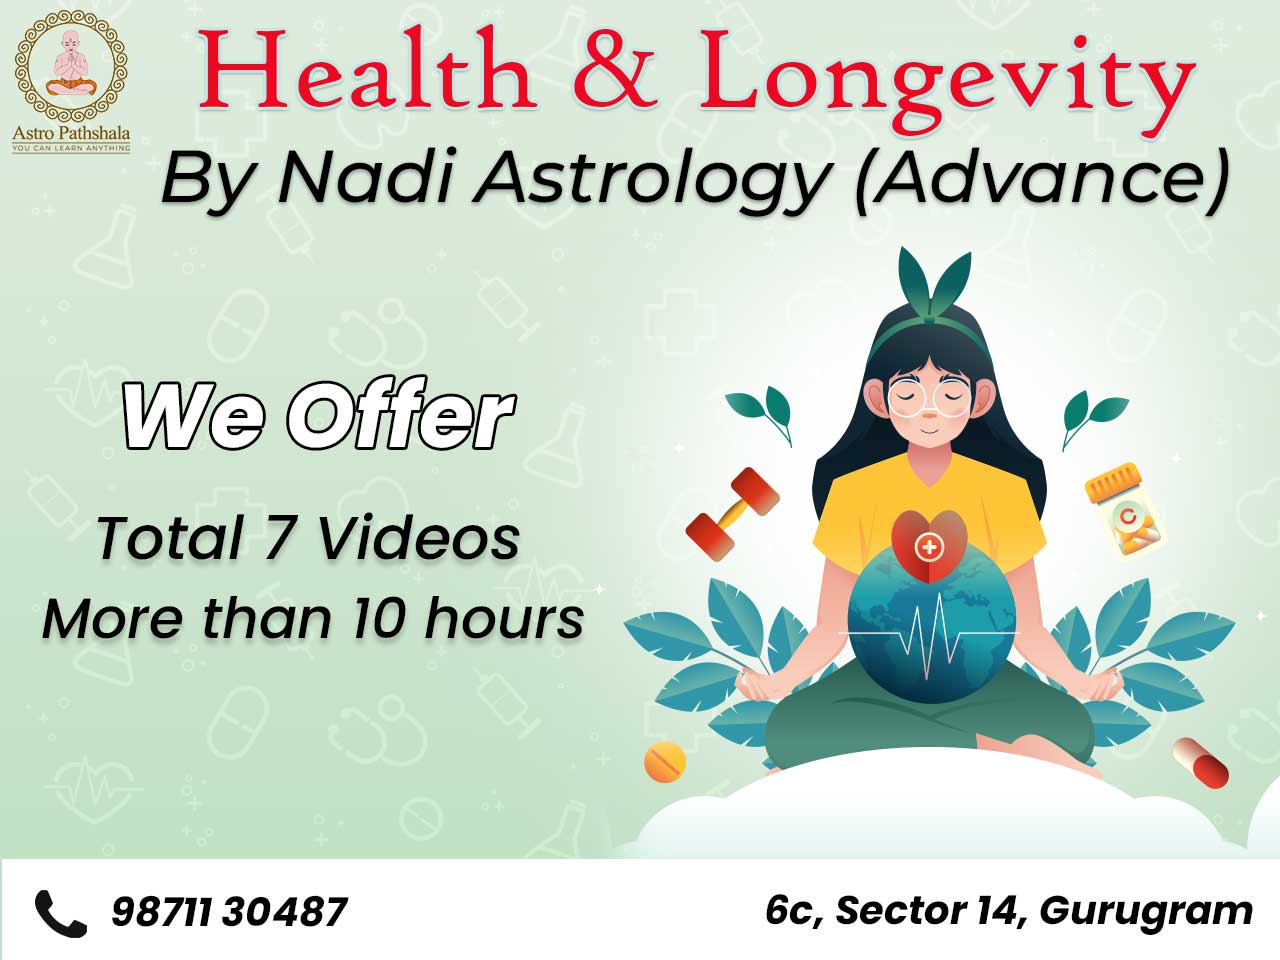 Astro Pathshala
YOU CAN LEARN ANYTHING
Health & Longevity
By Nadi Astrology (Advance)
We Offer
Total 7 Videos
More than 10 hours
C
98711 30487
6c, Sector 14, Gurugram